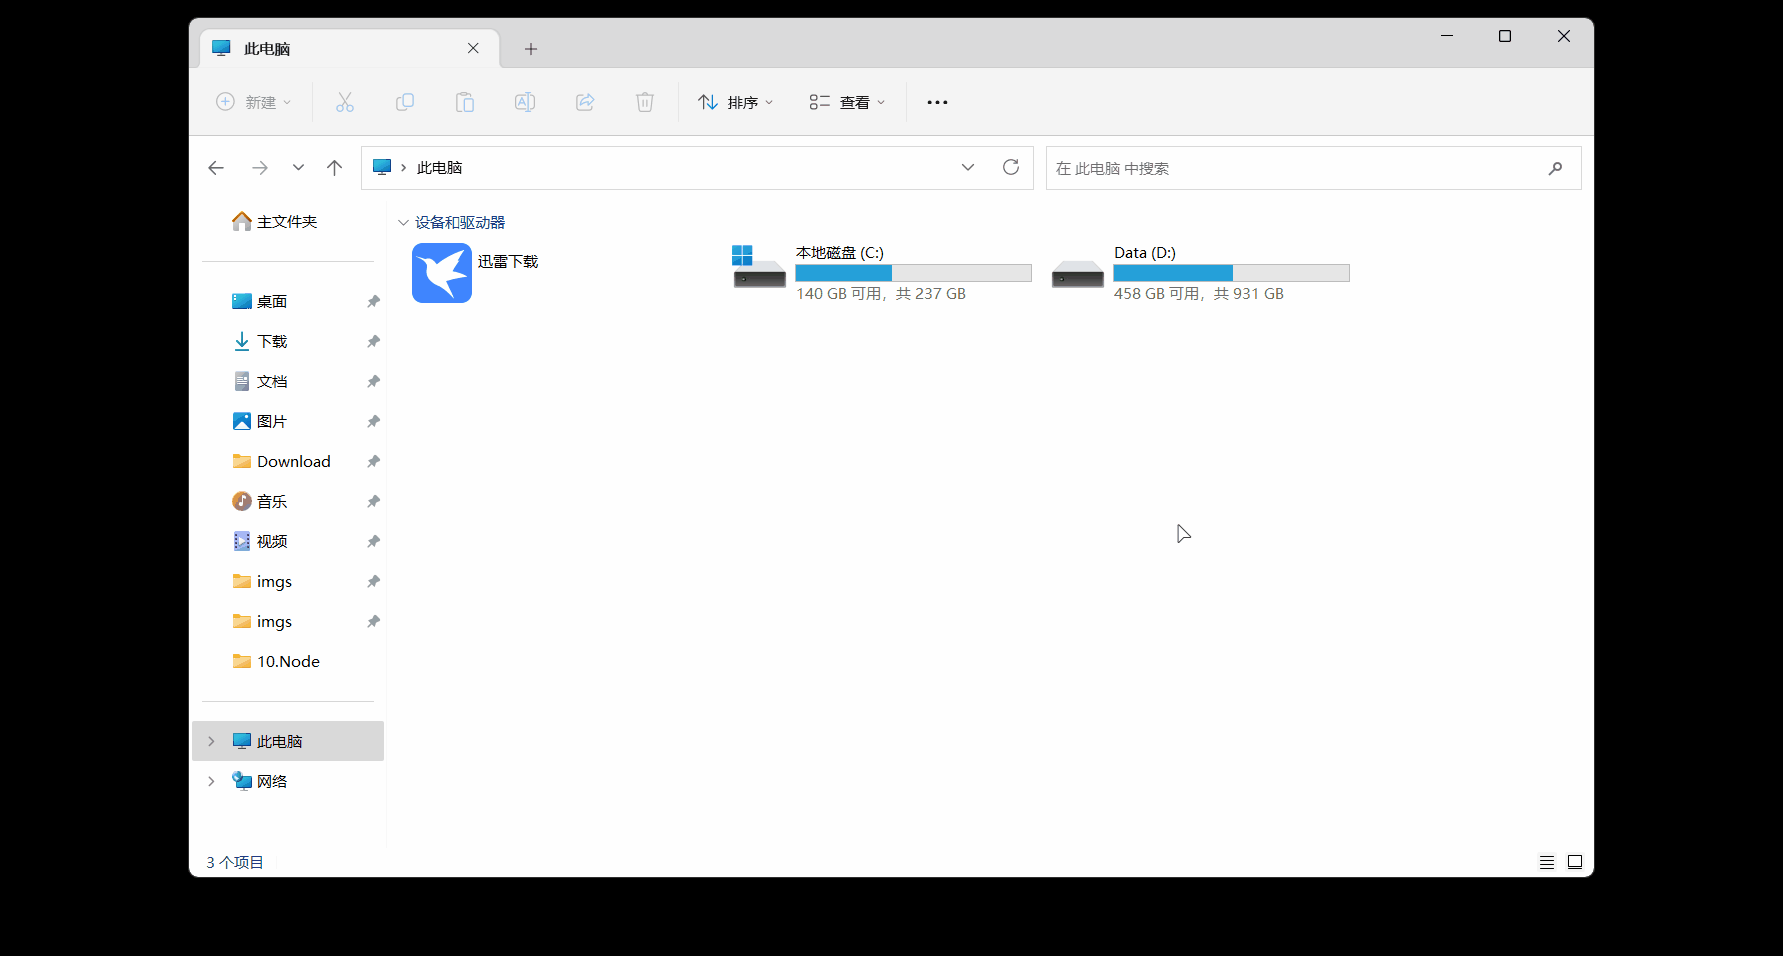 此电脑
新建
排序
查看
此电脑
在 此电脑 中搜索
主文件夹
桌面
下载
文档
图片
Download
音乐
视频
imgs
imgs
10.Node
此电脑
网络
设备和驱动器
迅雷下载
本地磁盘 (C:)
140 GB 可用，共 237 GB
Data (D:)
458 GB 可用，共 931 GB
3 个项目